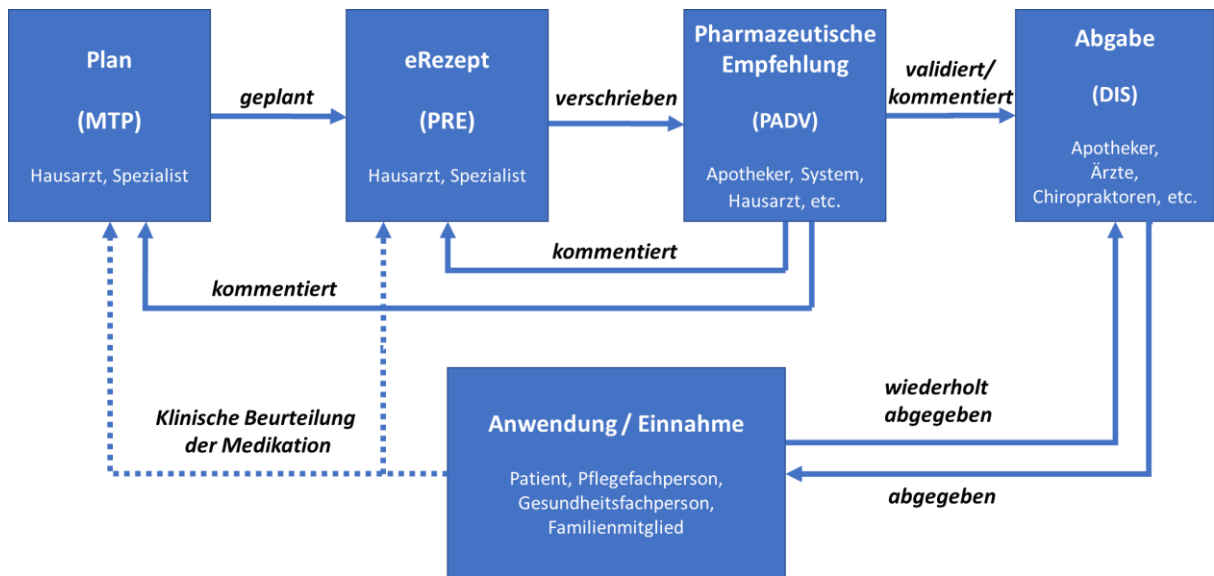 Plan
(MTP)
Hausarzt, Spezialist
geplant
eRezept
(PRE)
Hausarzt, Spezialist
verschrieben
Pharmazeutische
Empfehlung
(PADV)
Apotheker, System,
Hausarzt, etc.
validiert/
kommentiert
Abgabe
(DIS)
Apotheker,
Ärzte,
Chiropraktoren, etc.
kommentiert
kommentiert
Klinische Beurteilung
der Medikation
Anwendung / Einnahme
Patient, Pflegefachperson,
Gesundheitsfachperson,
Familienmitglied
wiederholt
abgegeben
abgegeben